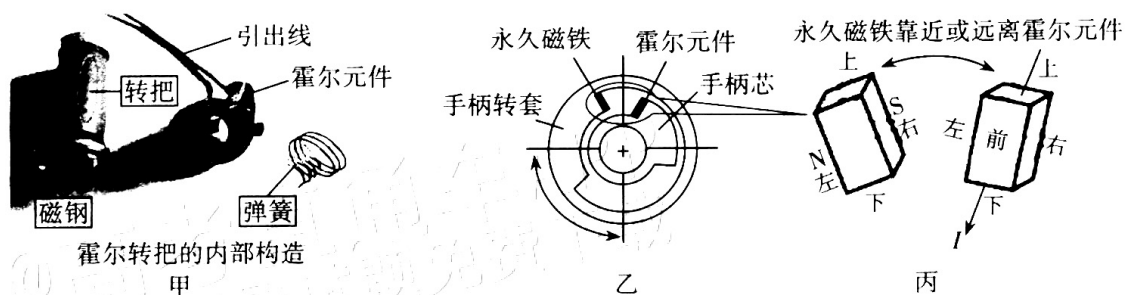 引出线
霍尔元件
转把
磁钢
弹簧
霍尔转把的内部构造
甲
永久磁铁
霍尔元件
手柄转套
手柄芯
乙
永久磁铁靠近或远离霍尔元件
上
S
右
N
左
下
上
左
前
右
下
I
丙